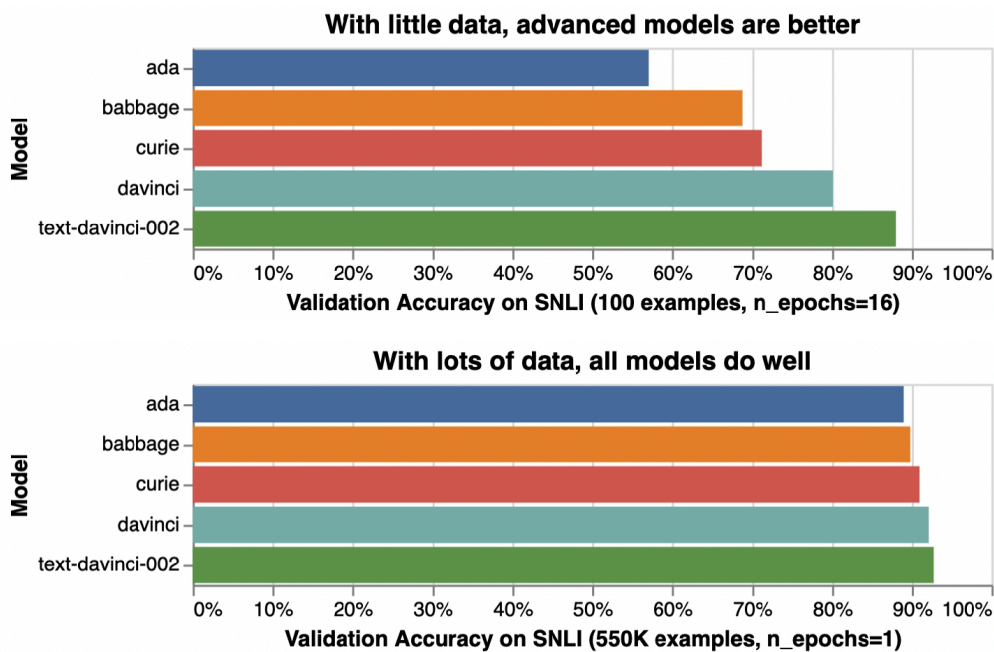 With little data, advanced models are better
Model
ada
babbage
curie
davinci
text-davinci-002
0% 10% 20% 30% 40% 50% 60% 70% 80% 90% 100%
Validation Accuracy on SNLI (100 examples, n_epochs=16)
With lots of data, all models do well
Model
ada
babbage
curie
davinci
text-davinci-002
0% 10% 20% 30% 40% 50% 60% 70% 80% 90% 100%
Validation Accuracy on SNLI (550K examples, n_epochs=1)